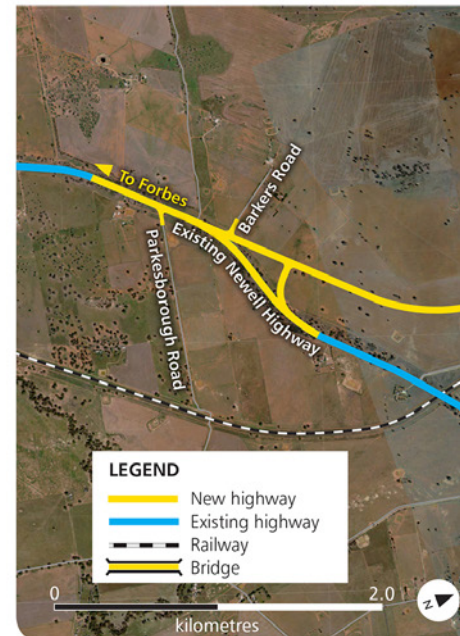 To Forbes
Barkers Road
Existing Newell Highway
Parkesborough Road
LEGEND
New highway
Existing highway
Railway
Bridge
0
2.0
kilometres
N